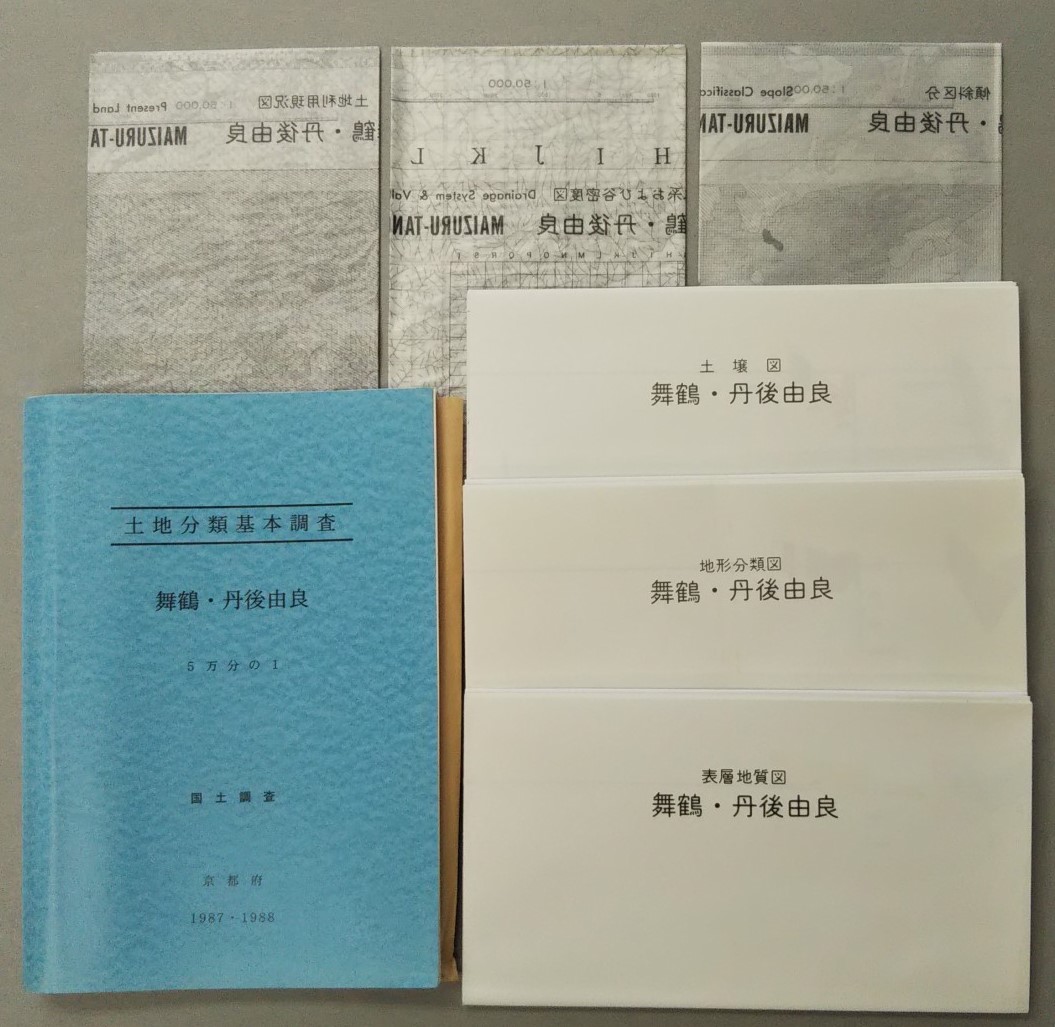 土地利用現況図 1:50,000 Present Land
鶴・丹後由良 MAIZURU-TA
1:50,000
H I J K L
系および谷密度図 Drainage System & Val
鶴・丹後由良 MAIZURU-TAN
H I J K L M N O P Q R S T
傾斜区分 1:50,000 Slope Classifica
・丹後由良 MAIZURU-TAN
土壌図
舞鶴・丹後由良
地形分類図
舞鶴・丹後由良
表層地質図
舞鶴・丹後由良
土地分類基本調査
舞鶴・丹後由良
5万分の1
国土調査
京都府
1987・1988